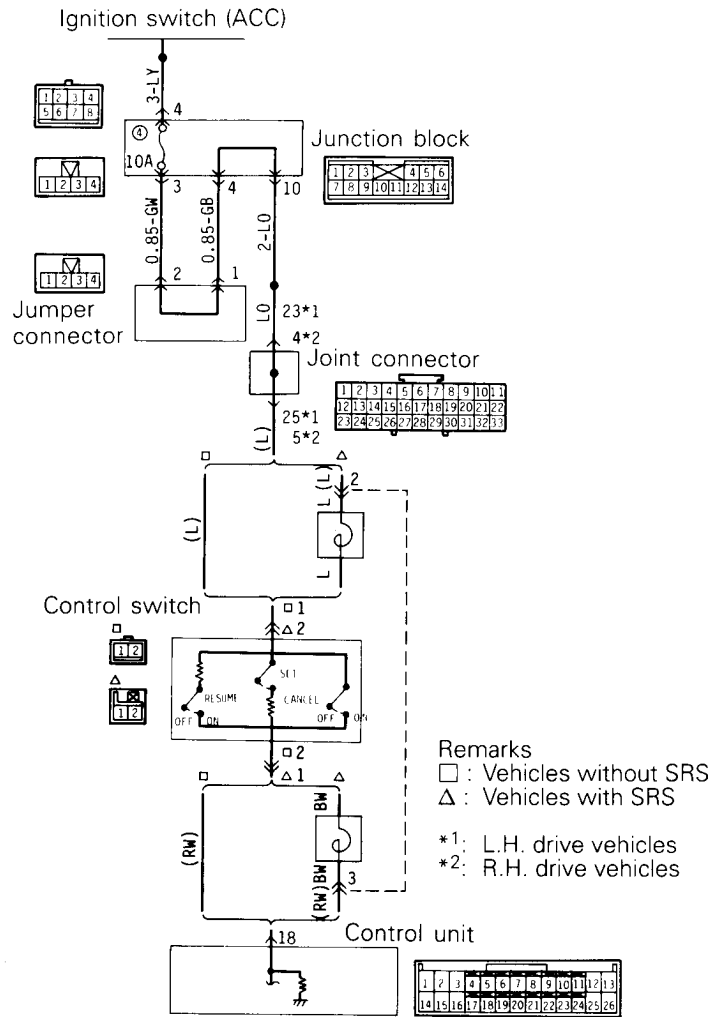 Ignition switch (ACC)
3-LY
4
1 2 3 4
5 6 7 8
④
10A
Junction block
1 2 3 4 5 6
7 8 9 10 11 12 13 14
1 2 3 4
3 4 10
0.85-GW
0.85-GB
2-LO
1 2 3 4
2 1
Jumper
connector
LO
23*1
4*2
Joint connector
1 2 3 4 5 6 7 8 9 10 11
12 13 14 15 16 17 18 19 20 21 22
23 24 25 26 27 28 29 30 31 32 33
25*1
5*2
(L)
□ △
(L)
L (L)
2
L
Control switch
□ 1
△ 2
□
1 2
△
1 2
RESUME
OFF ON
SET
CANCEL
OFF ON
□ 2
△ 1
□ △
(RW)
BW
(RW) BW
3
Remarks
□ : Vehicles without SRS
△ : Vehicles with SRS
*1: L.H. drive vehicles
*2: R.H. drive vehicles
18
Control unit
1 2 3 4 5 6 7 8 9 10 11 12 13
14 15 16 17 18 19 20 21 22 23 24 25 26